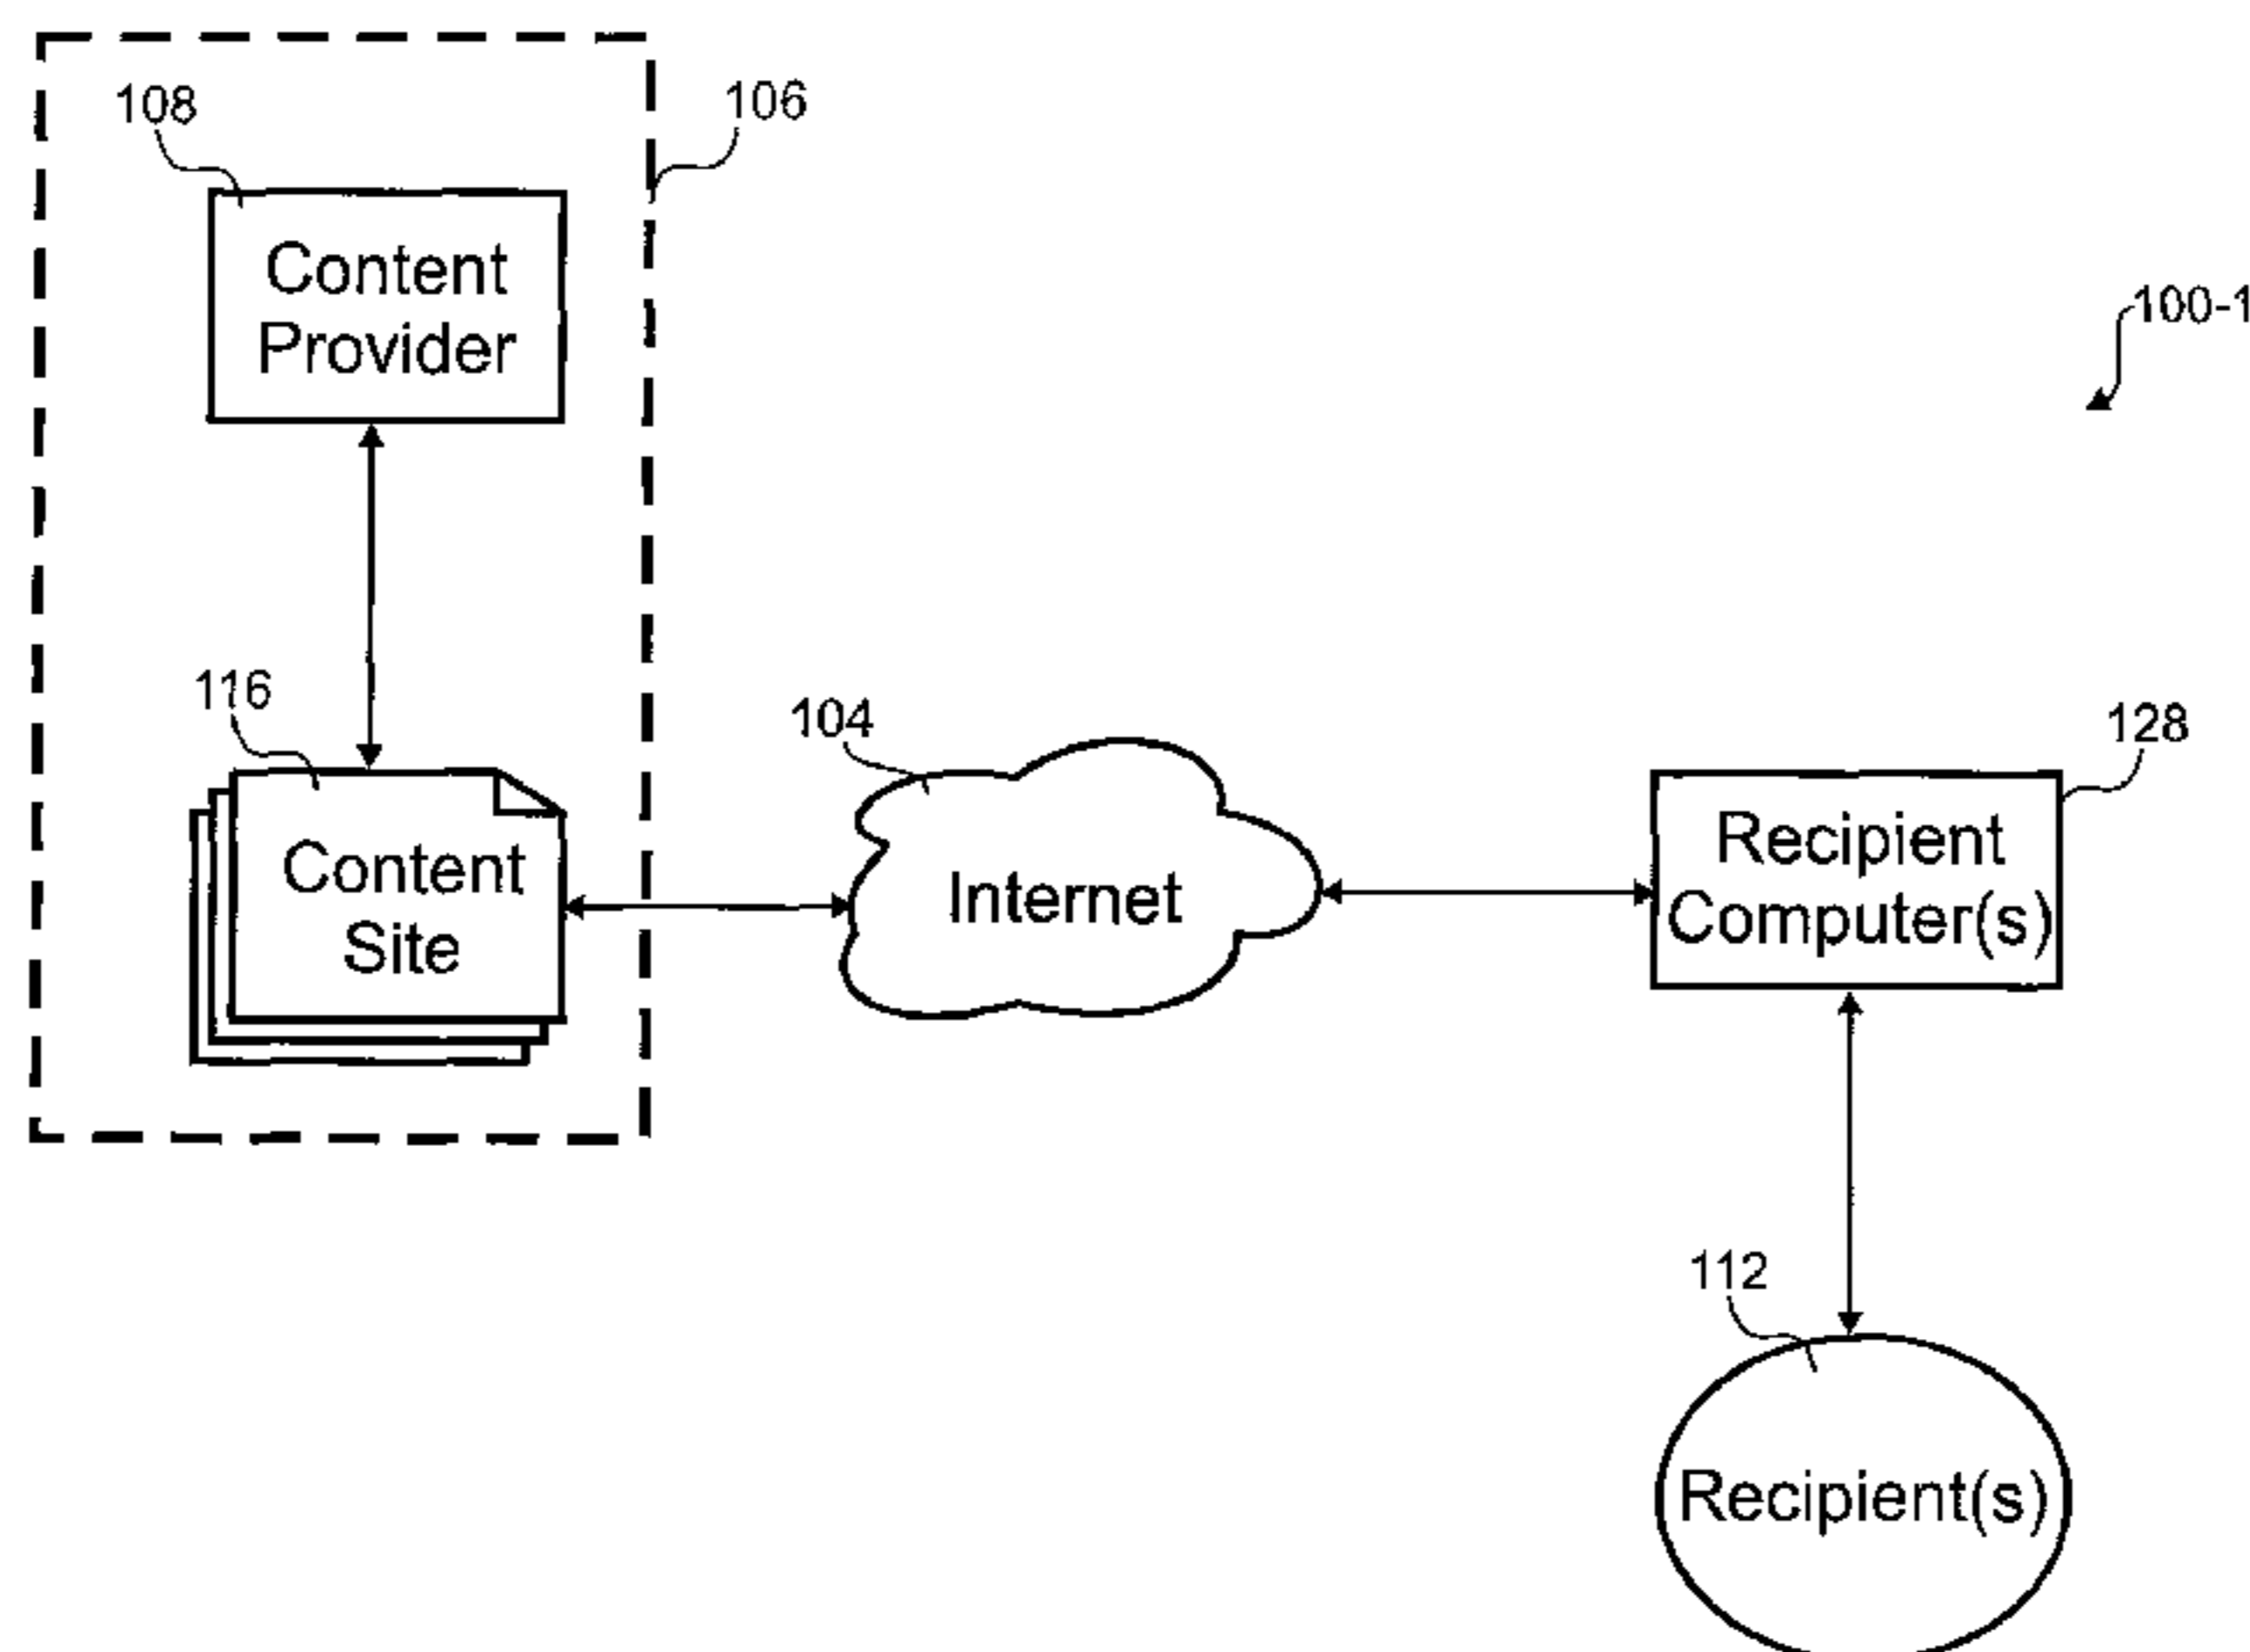 108
106
Content
Provider
100-1
116
Content
Site
104
Internet
128
Recipient
Computer(s)
112
Recipient(s)